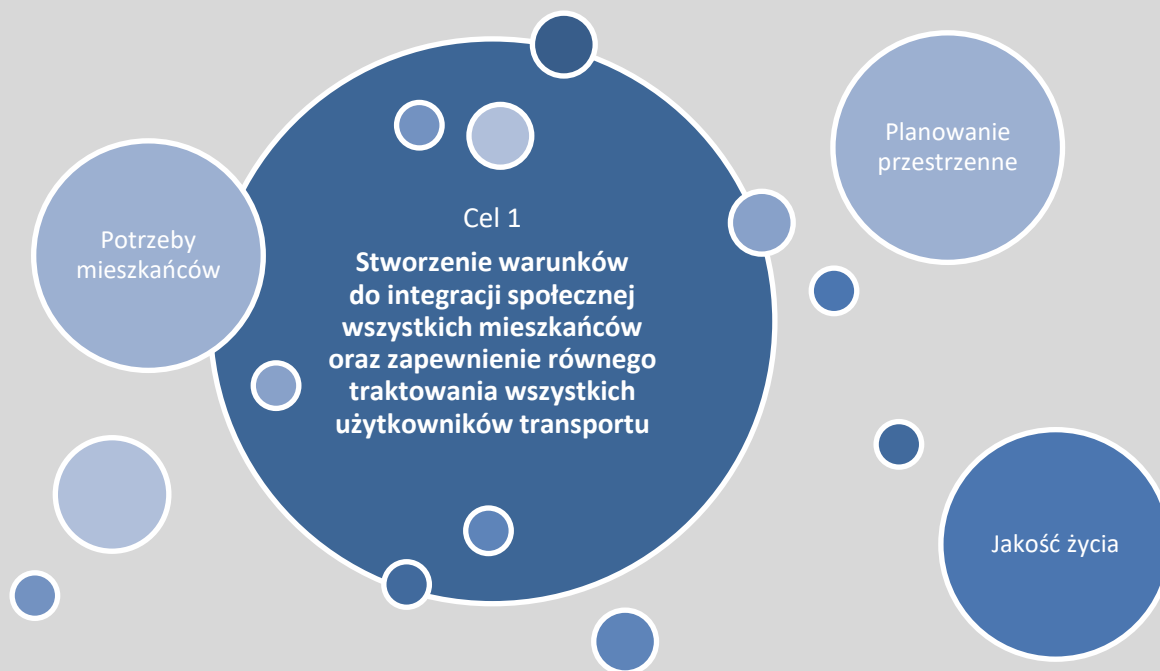 Potrzeby
mieszkańców
Cel 1
Stworzenie warunków
do integracji społecznej
wszystkich mieszkańców
oraz zapewnienie równego
traktowania wszystkich
użytkowników transportu
Planowanie
przestrzenne
Jakość życia